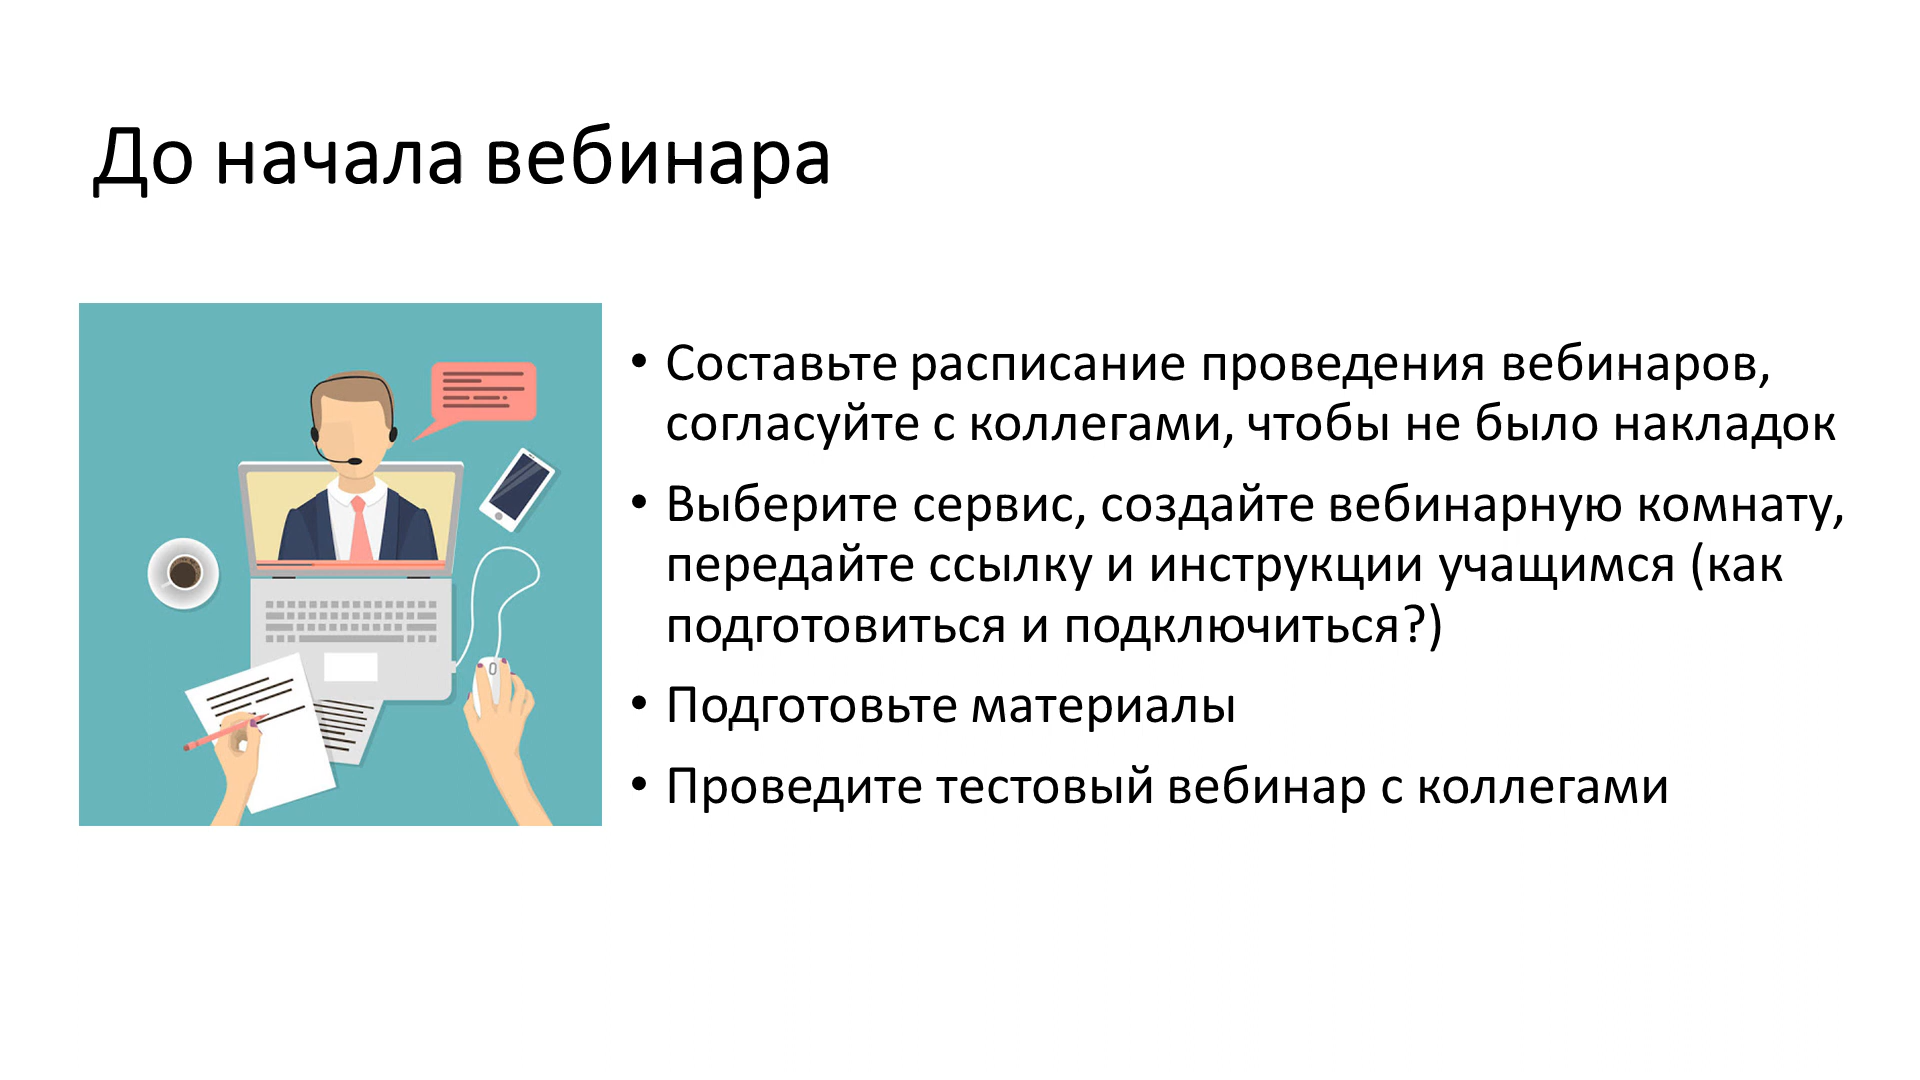 До начала вебинара
• Составьте расписание проведения вебинаров,
согласуйте с коллегами, чтобы не было накладок
• Выберите сервис, создайте вебинарную комнату,
передайте ссылку и инструкции учащимся (как
подготовиться и подключиться?)
• Подготовьте материалы
• Проведите тестовый вебинар с коллегами